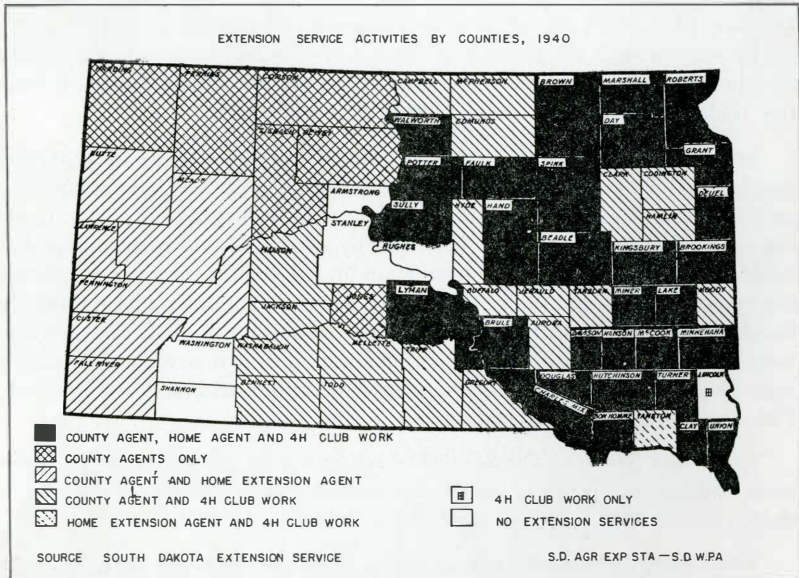 EXTENSION SERVICE ACTIVITIES BY COUNTIES, 1940
HARDING PERKINS CORSON CAMPBELL McPHERSON BROWN MARSHALL ROBERTS
WALWORTH EDMUNDS DAY
ZIEBACH DEWEY GRANT
BUTTE MEADE POTTER FAULK SPINK CLARK CODINGTON
ARMSTRONG DEUEL
SULLY HYDE HAND HAMLIN
LAWRENCE STANLEY
HAAKON HUGHES BEADLE KINGSBURY BROOKINGS
PENNINGTON JACKSON JONES LYMAN BUFFALO JERAULD SANBORN MINER LAKE MOODY
CUSTER BRULE AURORA DAVISON HANSON McCOOK MINNEHAHA
WASHINGTON WASHABAUGH MELLETTE TRIPP
FALL RIVER SHANNON BENNETT TODD GREGORY DOUGLAS HUTCHINSON TURNER LINCOLN
CHARLES MIX BON HOMME YANKTON CLAY UNION
COUNTY AGENT, HOME AGENT AND 4H CLUB WORK
COUNTY AGENTS ONLY
COUNTY AGENT AND HOME EXTENSION AGENT
COUNTY AGENT AND 4H CLUB WORK
HOME EXTENSION AGENT AND 4H CLUB WORK
4H CLUB WORK ONLY
NO EXTENSION SERVICES
SOURCE SOUTH DAKOTA EXTENSION SERVICE
S.D. AGR EXP STA — S.D. W.P.A